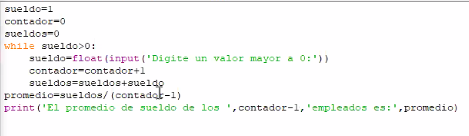 sueldo=1
contador=0
sueldos=0
while sueldo>0:
    sueldo=float(input('Digite un valor mayor a 0:'))
    contador=contador+1
    sueldos=sueldos+sueldo
promedio=sueldos/(contador-1)
print('El promedio de sueldo de los ',contador-1,'empleados es:',promedio)